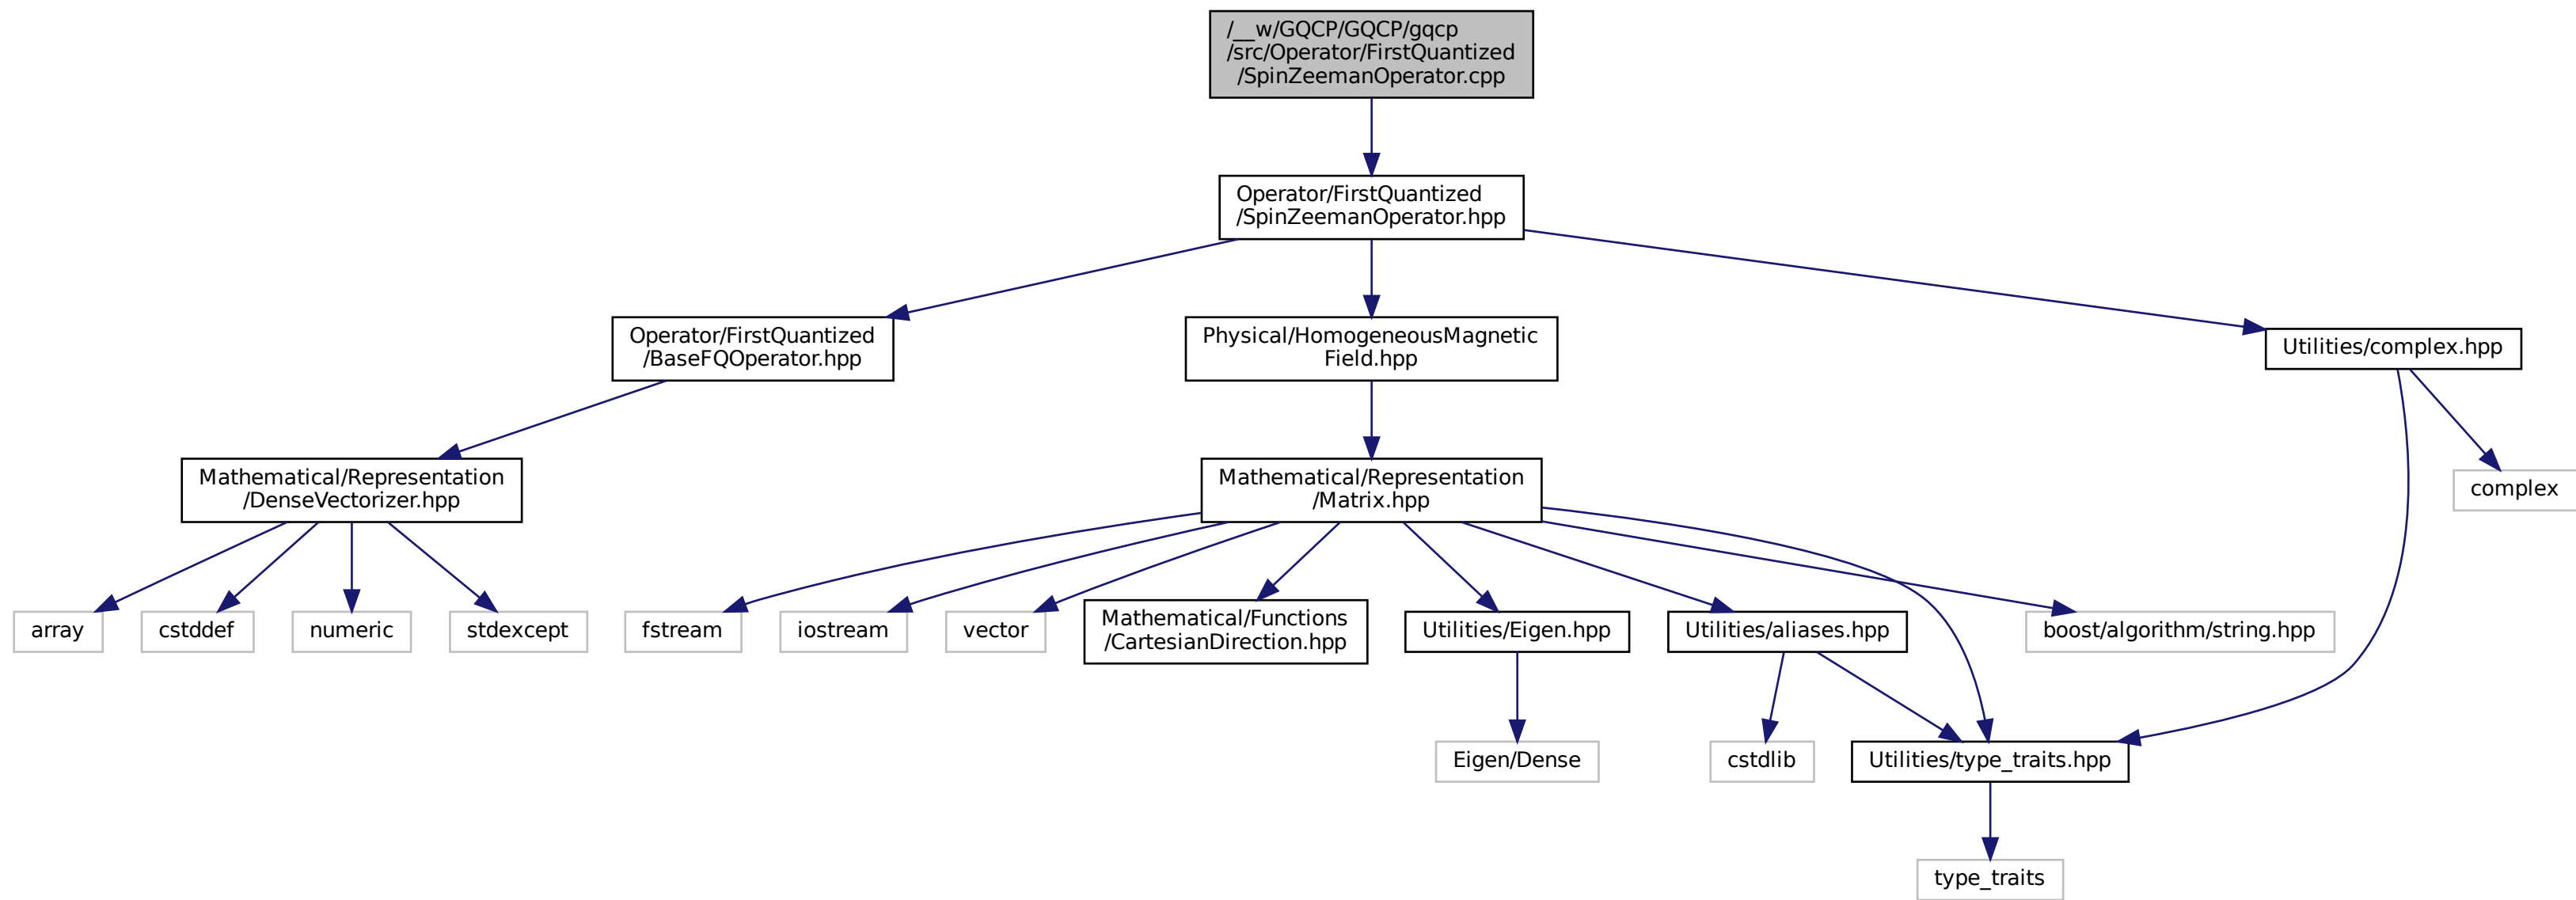 /__w/GQCP/GQCP/gqcp
/src/Operator/FirstQuantized
/SpinZeemanOperator.cpp
Operator/FirstQuantized
/SpinZeemanOperator.hpp
Operator/FirstQuantized
/BaseFQOperator.hpp
Physical/HomogeneousMagnetic
Field.hpp
Utilities/complex.hpp
Mathematical/Representation
/DenseVectorizer.hpp
Mathematical/Representation
/Matrix.hpp
complex
array
cstddef
numeric
stdexcept
fstream
iostream
vector
Mathematical/Functions
/CartesianDirection.hpp
Utilities/Eigen.hpp
Utilities/aliases.hpp
boost/algorithm/string.hpp
Eigen/Dense
cstdlib
Utilities/type_traits.hpp
type_traits